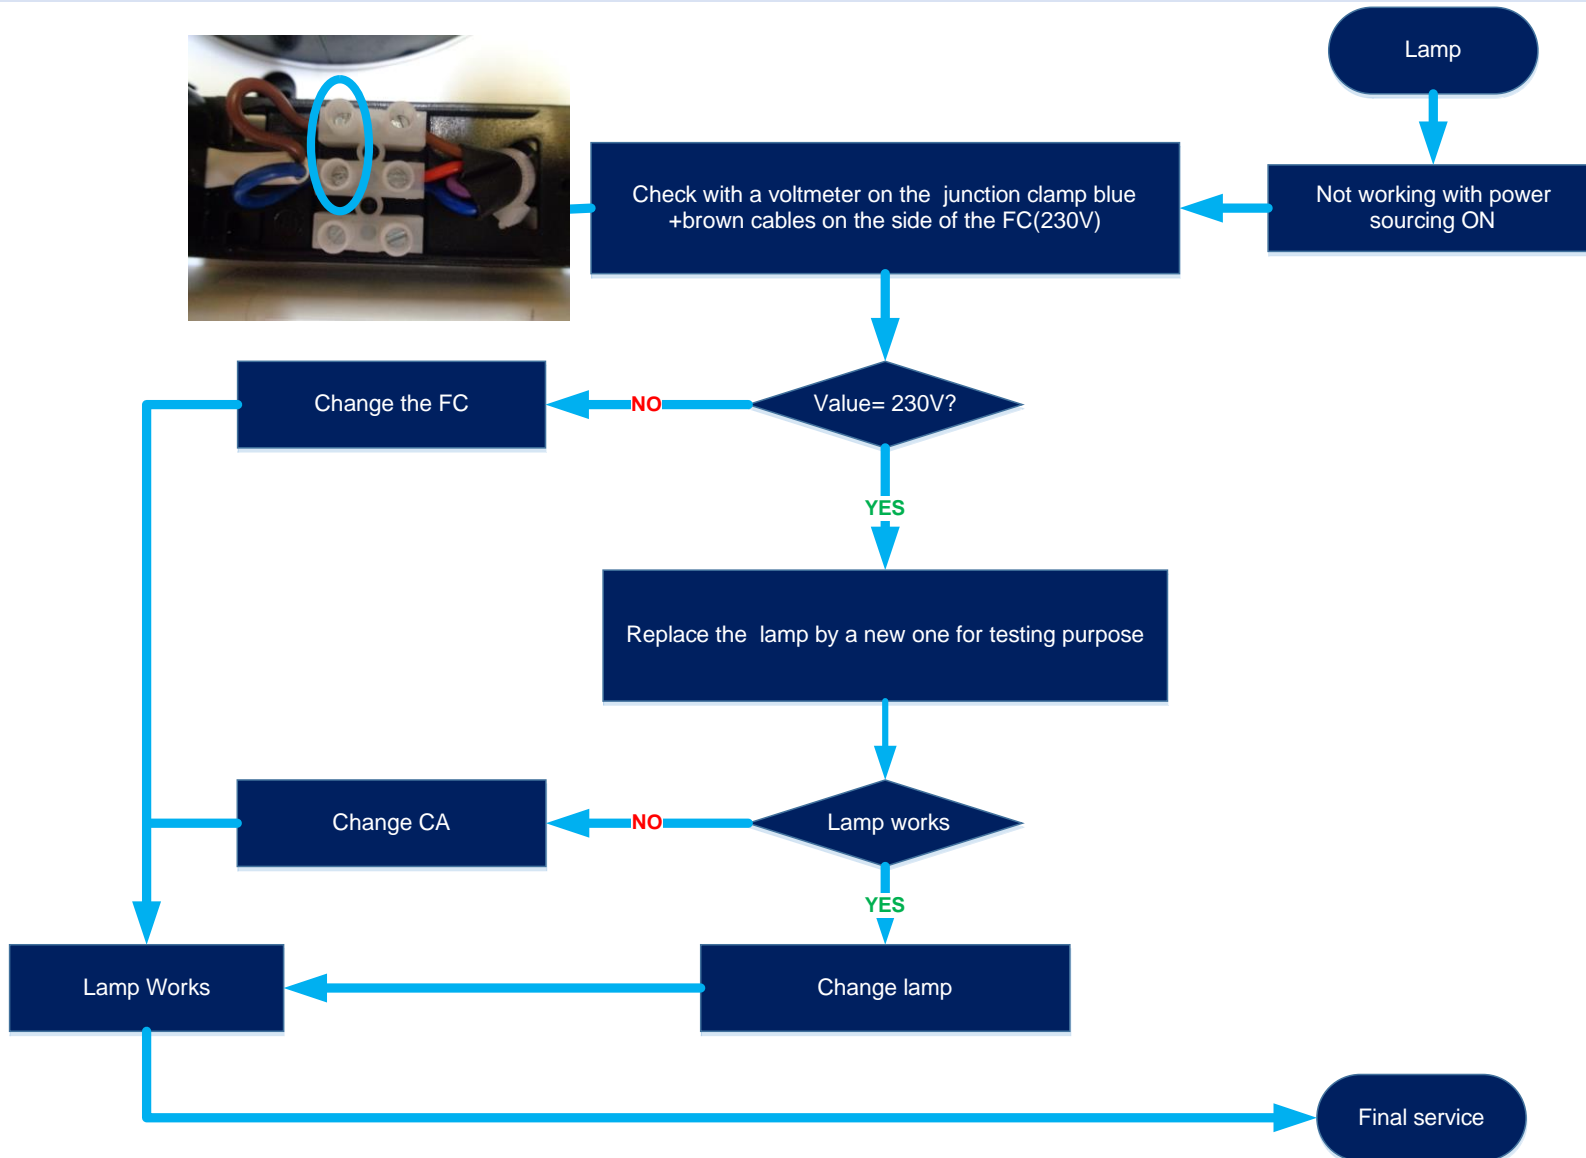 Lamp
Not working with power
sourcing ON
Check with a voltmeter on the  junction clamp blue
+brown cables on the side of the FC(230V)
Value= 230V?
NO
Change the FC
YES
Replace the  lamp by a new one for testing purpose
Lamp works
NO
Change CA
YES
Change lamp
Lamp Works
Final service